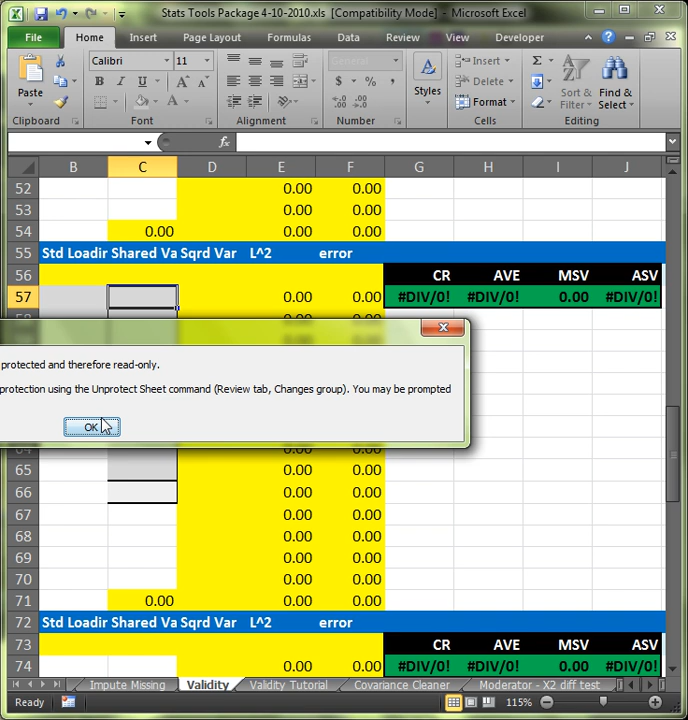 Stats Tools Package 4-10-2010.xls [Compatibility Mode] - Microsoft Excel
File Home Insert Page Layout Formulas Data Review View Developer
Paste Calibri 11 General Styles Insert Delete Format Sort & Filter Find & Select
Clipboard Font Alignment Number Cells Editing
fx
B C D E F G H I J
52 0.00 0.00
53 0.00 0.00
54 0.00 0.00 0.00
55 Std Loadir Shared Va Sqrd Var L^2 error
56 CR AVE MSV ASV
57 0.00 0.00 #DIV/0! #DIV/0! 0.00 #DIV/0!
protected and therefore read-only.
protection using the Unprotect Sheet command (Review tab, Changes group). You may be prompted
OK
65 0.00 0.00
66 0.00 0.00
67 0.00 0.00
68 0.00 0.00
69 0.00 0.00
70 0.00 0.00
71 0.00 0.00 0.00
72 Std Loadir Shared Va Sqrd Var L^2 error
73 CR AVE MSV ASV
74 0.00 0.00 #DIV/0! #DIV/0! 0.00 #DIV/0!
Impute Missing Validity Validity Tutorial Covariance Cleaner Moderator - X2 diff test
Ready 115%